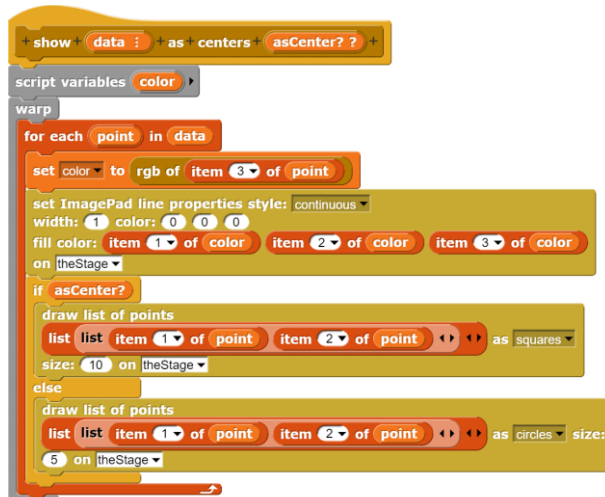 + show + data ⋮ + as + centers + asCenter? ? +
script variables color
warp
for each point in data
set color to rgb of item 3 of point
set ImagePad line properties style: continuous
width: 1 color: 0 0 0
fill color: item 1 of color item 2 of color item 3 of color
on theStage
if asCenter?
draw list of points
list list item 1 of point item 2 of point as squares
size: 10 on theStage
else
draw list of points
list list item 1 of point item 2 of point as circles size:
5 on theStage